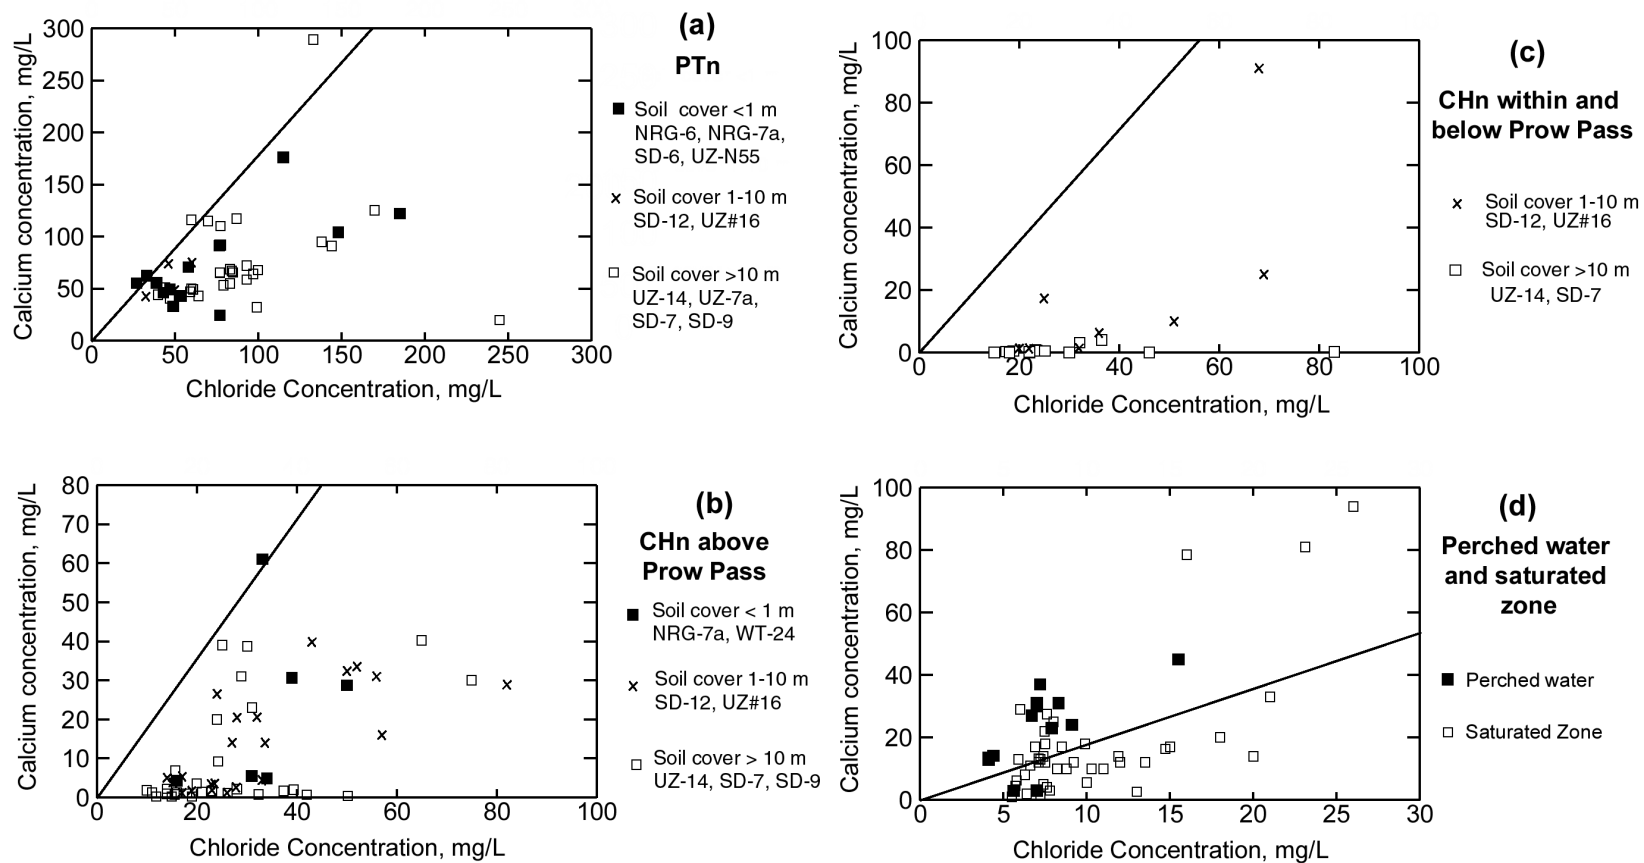 (a)
PTn
Calcium concentration, mg/L
300
250
200
150
100
50
0
0 50 100 150 200 250 300
Chloride Concentration, mg/L
Soil cover <1 m
NRG-6, NRG-7a,
SD-6, UZ-N55
Soil cover 1-10 m
SD-12, UZ#16
Soil cover >10 m
UZ-14, UZ-7a,
SD-7, SD-9
(c)
CHn within and
below Prow Pass
Calcium concentration, mg/L
100
80
60
40
20
0
0 20 40 60 80 100
Chloride Concentration, mg/L
Soil cover 1-10 m
SD-12, UZ#16
Soil cover >10 m
UZ-14, SD-7
(b)
CHn above
Prow Pass
Calcium concentration, mg/L
80
70
60
50
40
30
20
10
0
0 20 40 60 80 100
Chloride Concentration, mg/L
Soil cover < 1 m
NRG-7a, WT-24
Soil cover 1-10 m
SD-12, UZ#16
Soil cover > 10 m
UZ-14, SD-7, SD-9
(d)
Perched water
and saturated
zone
Calcium concentration, mg/L
100
80
60
40
20
0
0 5 10 15 20 25 30
Chloride Concentration, mg/L
Perched water
Saturated Zone